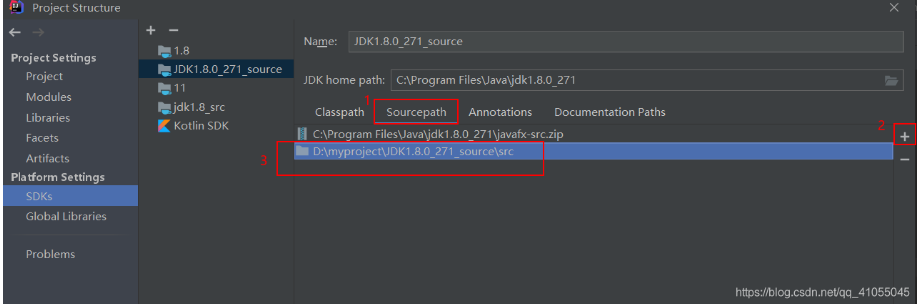 Project Structure
Project Settings
Project
Modules
Libraries
Facets
Artifacts
Platform Settings
SDKs
Global Libraries
Problems
1.8
JDK1.8.0_271_source
11
jdk1.8_src
Kotlin SDK
Name: JDK1.8.0_271_source
JDK home path: C:\Program Files\Java\jdk1.8.0_271
1
Classpath Sourcepath Annotations Documentation Paths
2
C:\Program Files\Java\jdk1.8.0_271\javafx-src.zip
3
D:\myproject\JDK1.8.0_271_source\src
https://blog.csdn.net/qq_41055045